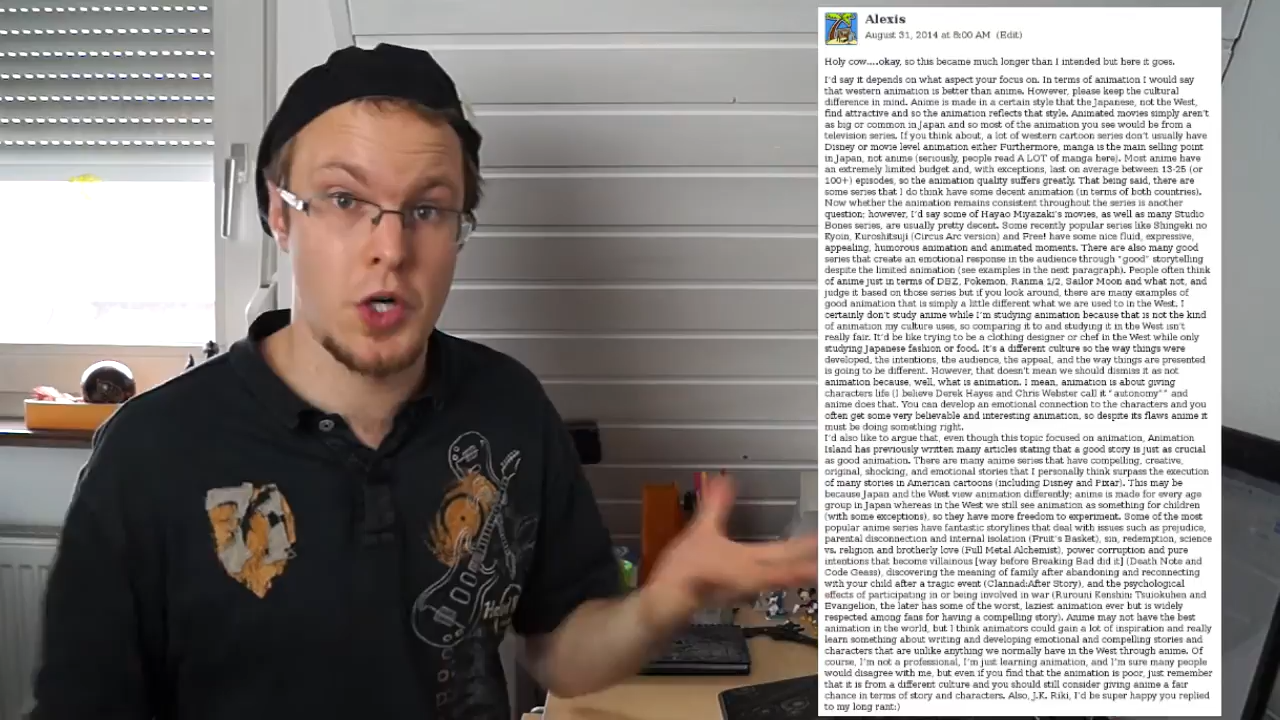 Alexis
August 31, 2014 at 8:00 AM (Edit)
Holy cow....okay, so this became much longer than I intended but here it goes.
I'd say it depends on what aspect your focus on. In terms of animation I would say
that western animation is better than anime. However, please keep the cultural
difference in mind. Anime is made in a certain style that the Japanese, not the West,
find attractive and so the animation reflects that style. Animated movies simply aren't
as big or common in Japan and so most of the animation you see would be from a
television series. If you think about, a lot of western cartoon series don't usually have
Disney or movie level animation either Furthermore, manga is the main selling point
in Japan, not anime (seriously, people read A LOT of manga here). Most anime have
an extremely limited budget and, with exceptions, last on average between 13-25 (or
100+) episodes, so the animation quality suffers greatly. That being said, there are
some series that I do think have some decent animation (in terms of both countries).
Now whether the animation remains consistent throughout the series is another
question; however, I'd say some of Hayao Miyazaki's movies, as well as many Studio
Bones series, are usually pretty decent. Some recently popular series like Shingeki no
Kyoin, Kuroshitsuji (Circus Arc version) and Free! have some nice fluid, expressive,
appealing, humorous animation and animated moments. There are also many good
series that create an emotional response in the audience through "good" storytelling
despite the limited animation (see examples in the next paragraph). People often think
of anime just in terms of DBZ, Pokemon, Ranma 1/2, Sailor Moon and what not, and
judge it based on those series but if you look around, there are many examples of
good animation that is simply a little different what we are used to in the West. I
certainly don't study anime while I'm studying animation because that is not the kind
of animation my culture uses, so comparing it to and studying it in the West isn't
really fair. It'd be like trying to be a clothing designer or chef in the West while only
studying Japanese fashion or food. It's a different culture so the way things were
developed, the intentions, the audience, the appeal, and the way things are presented
is going to be different. However, that doesn't mean we should dismiss it as not
animation because, well, what is animation. I mean, animation is about giving
characters life (I believe Derek Hayes and Chris Webster call it "autonomy"" and
anime does that. You can develop an emotional connection to the characters and you
often get some very believable and interesting animation, so despite its flaws anime it
must be doing something right.
I'd also like to argue that, even though this topic focused on animation, Animation
Island has previously written many articles stating that a good story is just as crucial
as good animation. There are many anime series that have compelling, creative,
original, shocking, and emotional stories that I personally think surpass the execution
of many stories in American cartoons (including Disney and Pixar). This may be
because Japan and the West view animation differently; anime is made for every age
group in Japan whereas in the West we still see animation as something for children
(with some exceptions), so they have more freedom to experiment. Some of the most
popular anime series have fantastic storylines that deal with issues such as prejudice,
parental disconnection and internal isolation (Fruit's Basket), sin, redemption, science
vs. religion and brotherly love (Full Metal Alchemist), power corruption and pure
intentions that become villainous [way before Breaking Bad did it] (Death Note and
Code Geass), discovering the meaning of family after abandoning and reconnecting
with your child after a tragic event (Clannad:After Story), and the psychological
effects of participating in or being involved in war (Rurouni Kenshin: Tsuiokuhen and
Evangelion, the later has some of the worst, laziest animation ever but is widely
respected among fans for having a compelling story). Anime may not have the best
animation in the world, but I think animators could gain a lot of inspiration and really
learn something about writing and developing emotional and compelling stories and
characters that are unlike anything we normally have in the West through anime. Of
course, I'm not a professional, I'm just learning animation, and I'm sure many people
would disagree with me, but even if you find that the animation is poor, just remember
that it is from a different culture and you should still consider giving anime a fair
chance in terms of story and characters. Also, J.K. Riki, I'd be super happy you replied
to my long rant:)